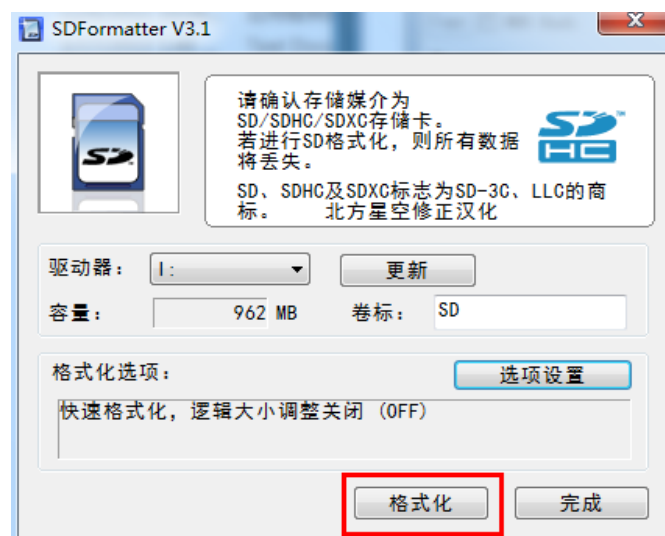 SDFormatter V3.1
请确认存储媒介为
SD/SDHC/SDXC存储卡。
若进行SD格式化，则所有数据
将丢失。
SD、SDHC及SDXC标志为SD-3C、LLC的商
标。 北方星空修正汉化
SD
SD HC
驱动器： I: 更新
容量： 962 MB 卷标： SD
格式化选项： 选项设置
快速格式化，逻辑大小调整关闭 (OFF)
格式化 完成